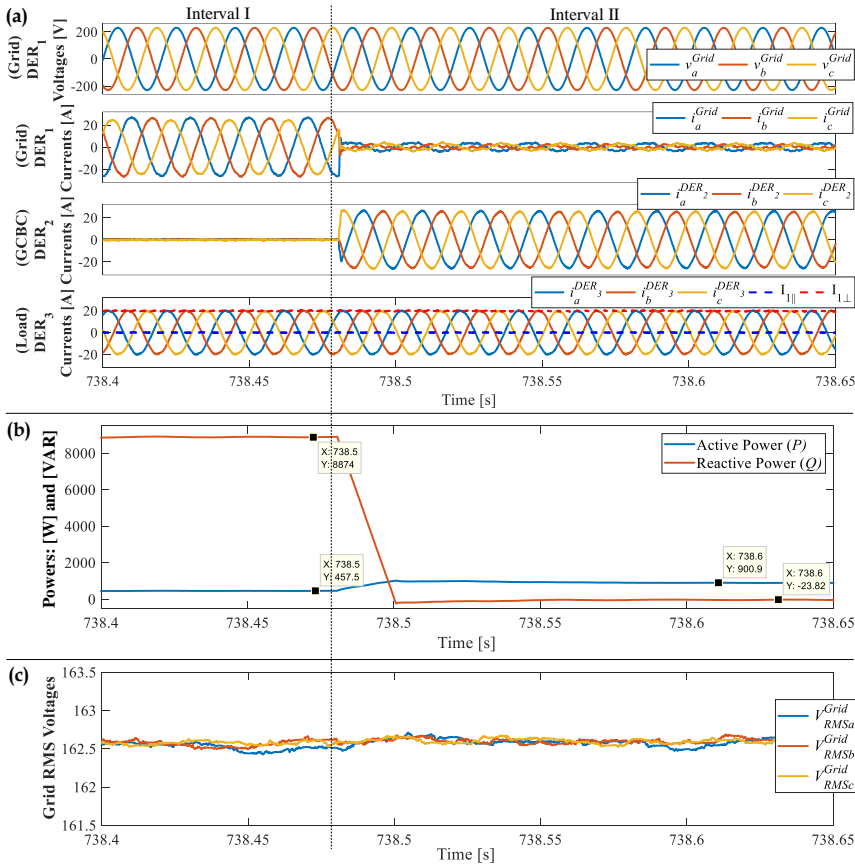 (a)
Interval I
Interval II
(Grid)
DER1
Voltages [V]
200
0
-200
v_a^Grid v_b^Grid v_c^Grid
(Grid)
DER1
Currents [A]
20
0
-20
i_a^Grid i_b^Grid i_c^Grid
(GCBC)
DER2
Currents [A]
20
0
-20
i_a^DER2 i_b^DER2 i_c^DER2
(Load)
DER3
Currents [A]
20
0
-20
i_a^DER3 i_b^DER3 i_c^DER3 I1∥ I1⊥
738.4 738.45 738.5 738.55 738.6 738.65
Time [s]
(b)
Powers: [W] and [VAR]
8000
6000
4000
2000
0
Active Power (P)
Reactive Power (Q)
X: 738.5
Y: 8874
X: 738.5
Y: 457.5
X: 738.6
Y: 900.9
X: 738.6
Y: -23.82
738.4 738.45 738.5 738.55 738.6 738.65
Time [s]
(c)
Grid RMS Voltages
163.5
163
162.5
162
161.5
V_RMSa^Grid
V_RMSb^Grid
V_RMSc^Grid
738.4 738.45 738.5 738.55 738.6 738.65
Time [s]